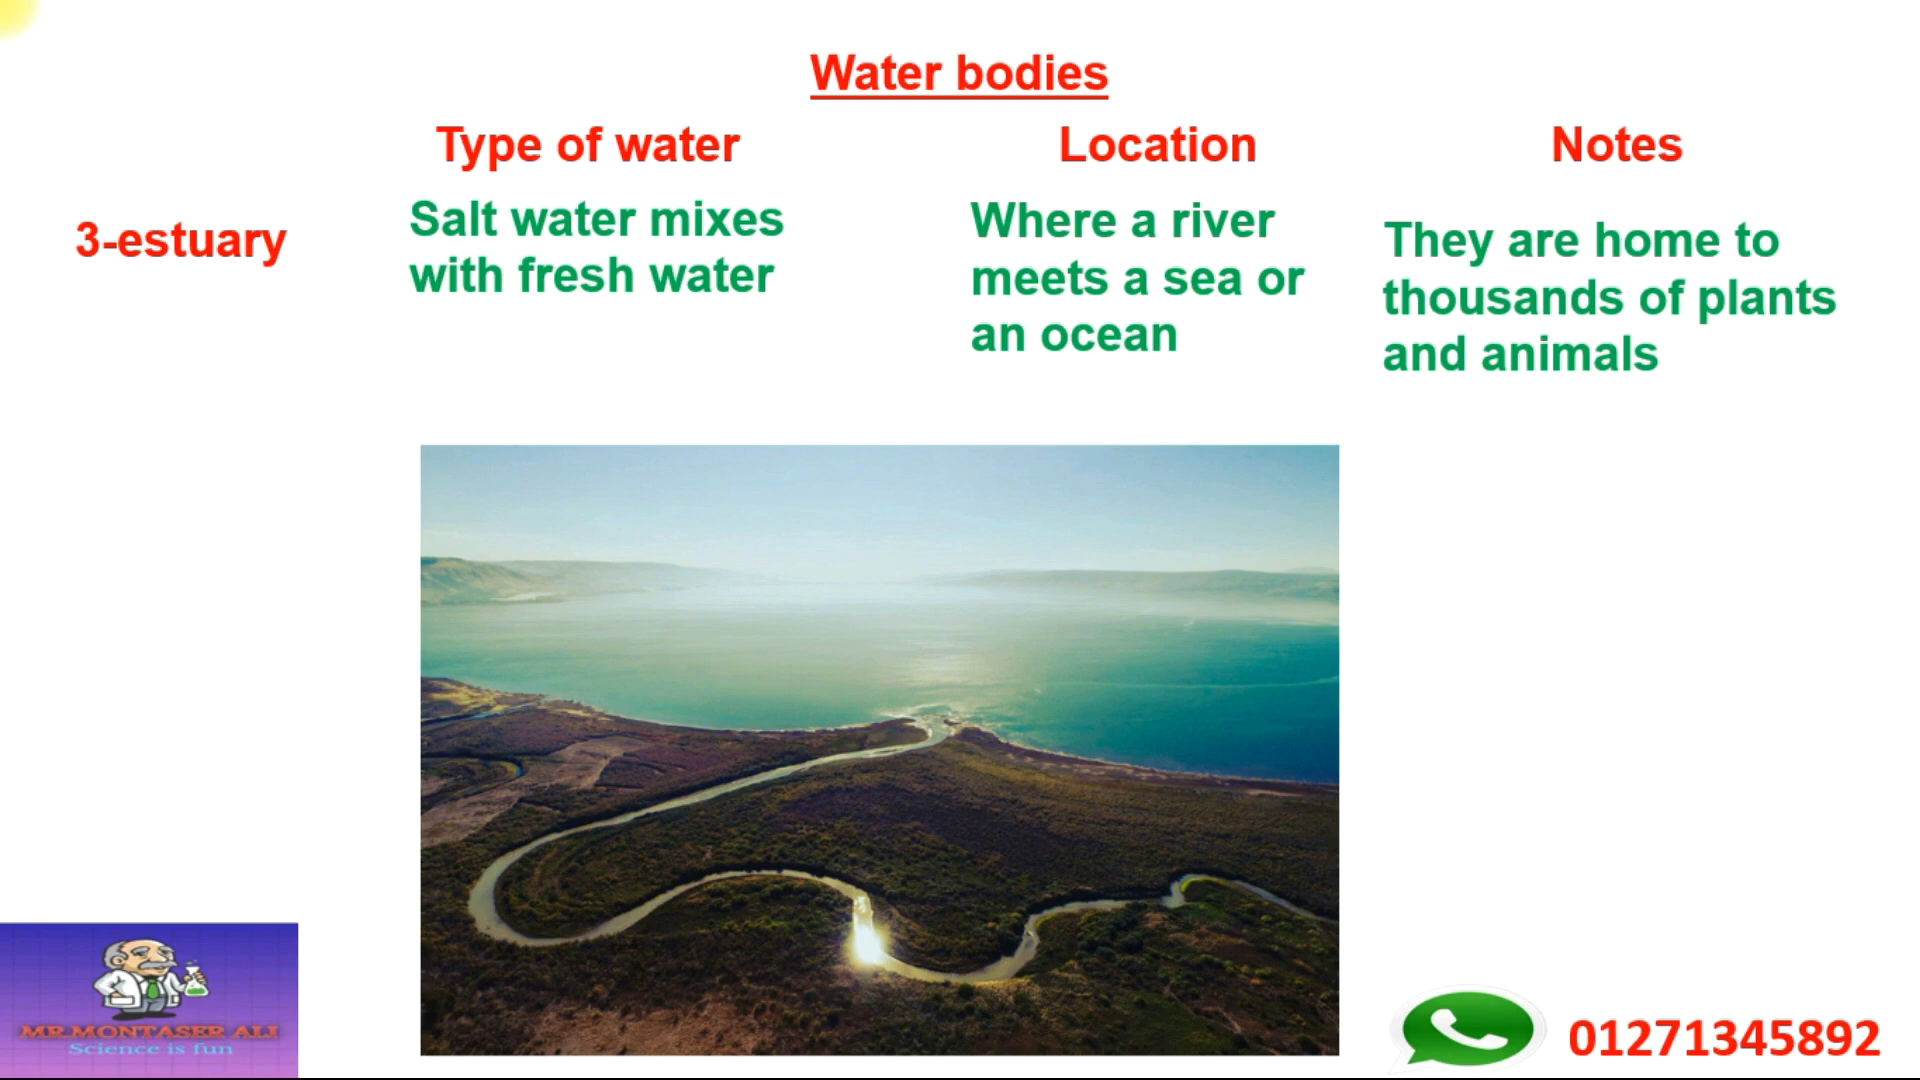 Water bodies
Type of water
Location
Notes
3-estuary
Salt water mixes
with fresh water
Where a river
meets a sea or
an ocean
They are home to
thousands of plants
and animals
MR.MONTASER ALI
Science is fun
01271345892